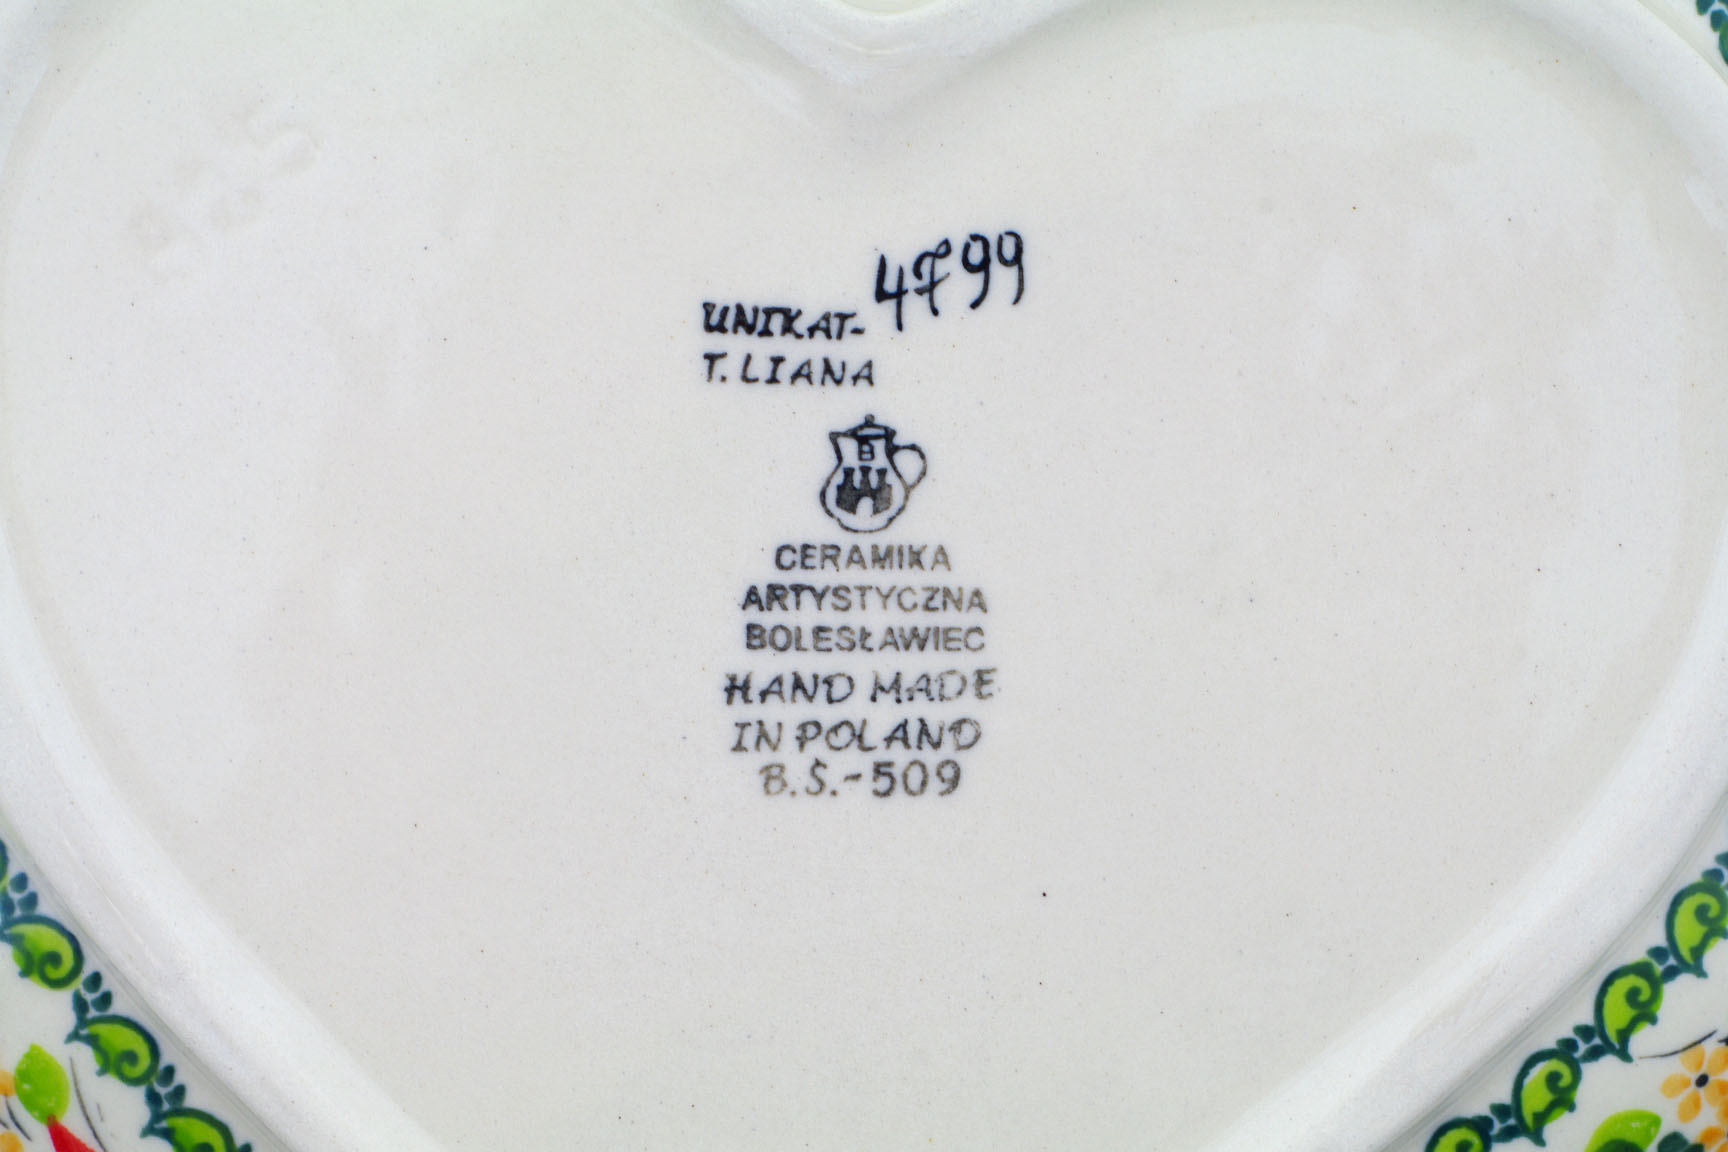 UNIKAT-4799
T. LIANA
B
CERAMIKA
ARTYSTYCZNA
BOLESŁAWIEC
HAND MADE
IN POLAND
B.Ś.-509